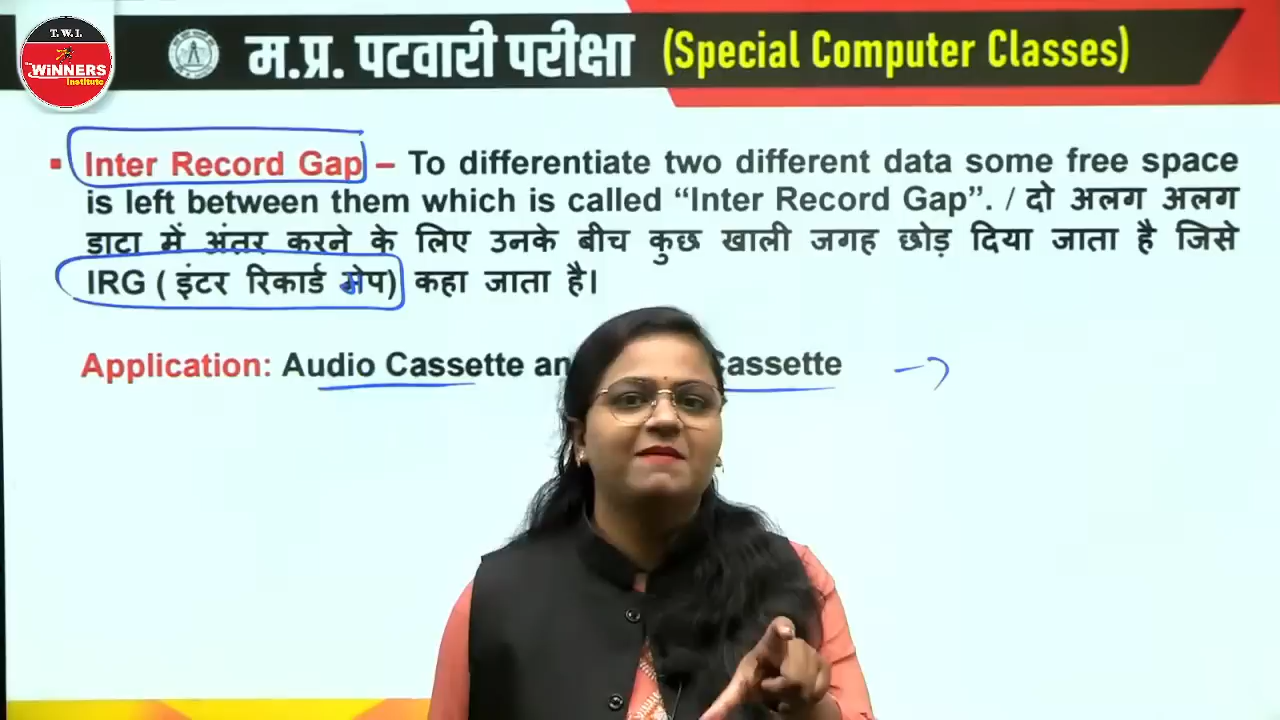 T.W.I.
WiNNERS
institute
म.प्र. पटवारी परीक्षा (Special Computer Classes)
▪ Inter Record Gap – To differentiate two different data some free space
is left between them which is called “Inter Record Gap”. / दो अलग अलग
डाटा में अंतर करने के लिए उनके बीच कुछ खाली जगह छोड़ दिया जाता है जिसे
IRG ( इंटर रिकार्ड गेप) कहा जाता है।
Application: Audio Cassette an Cassette